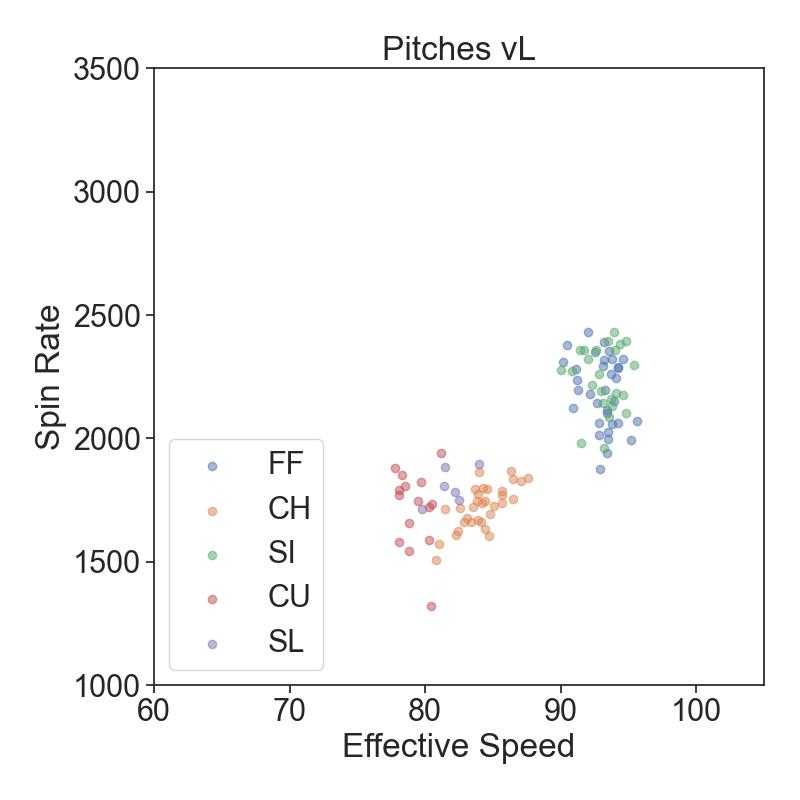 Pitches vL
3500
3000
2500
2000
1500
1000
Spin Rate
FF
CH
SI
CU
SL
60 70 80 90 100
Effective Speed